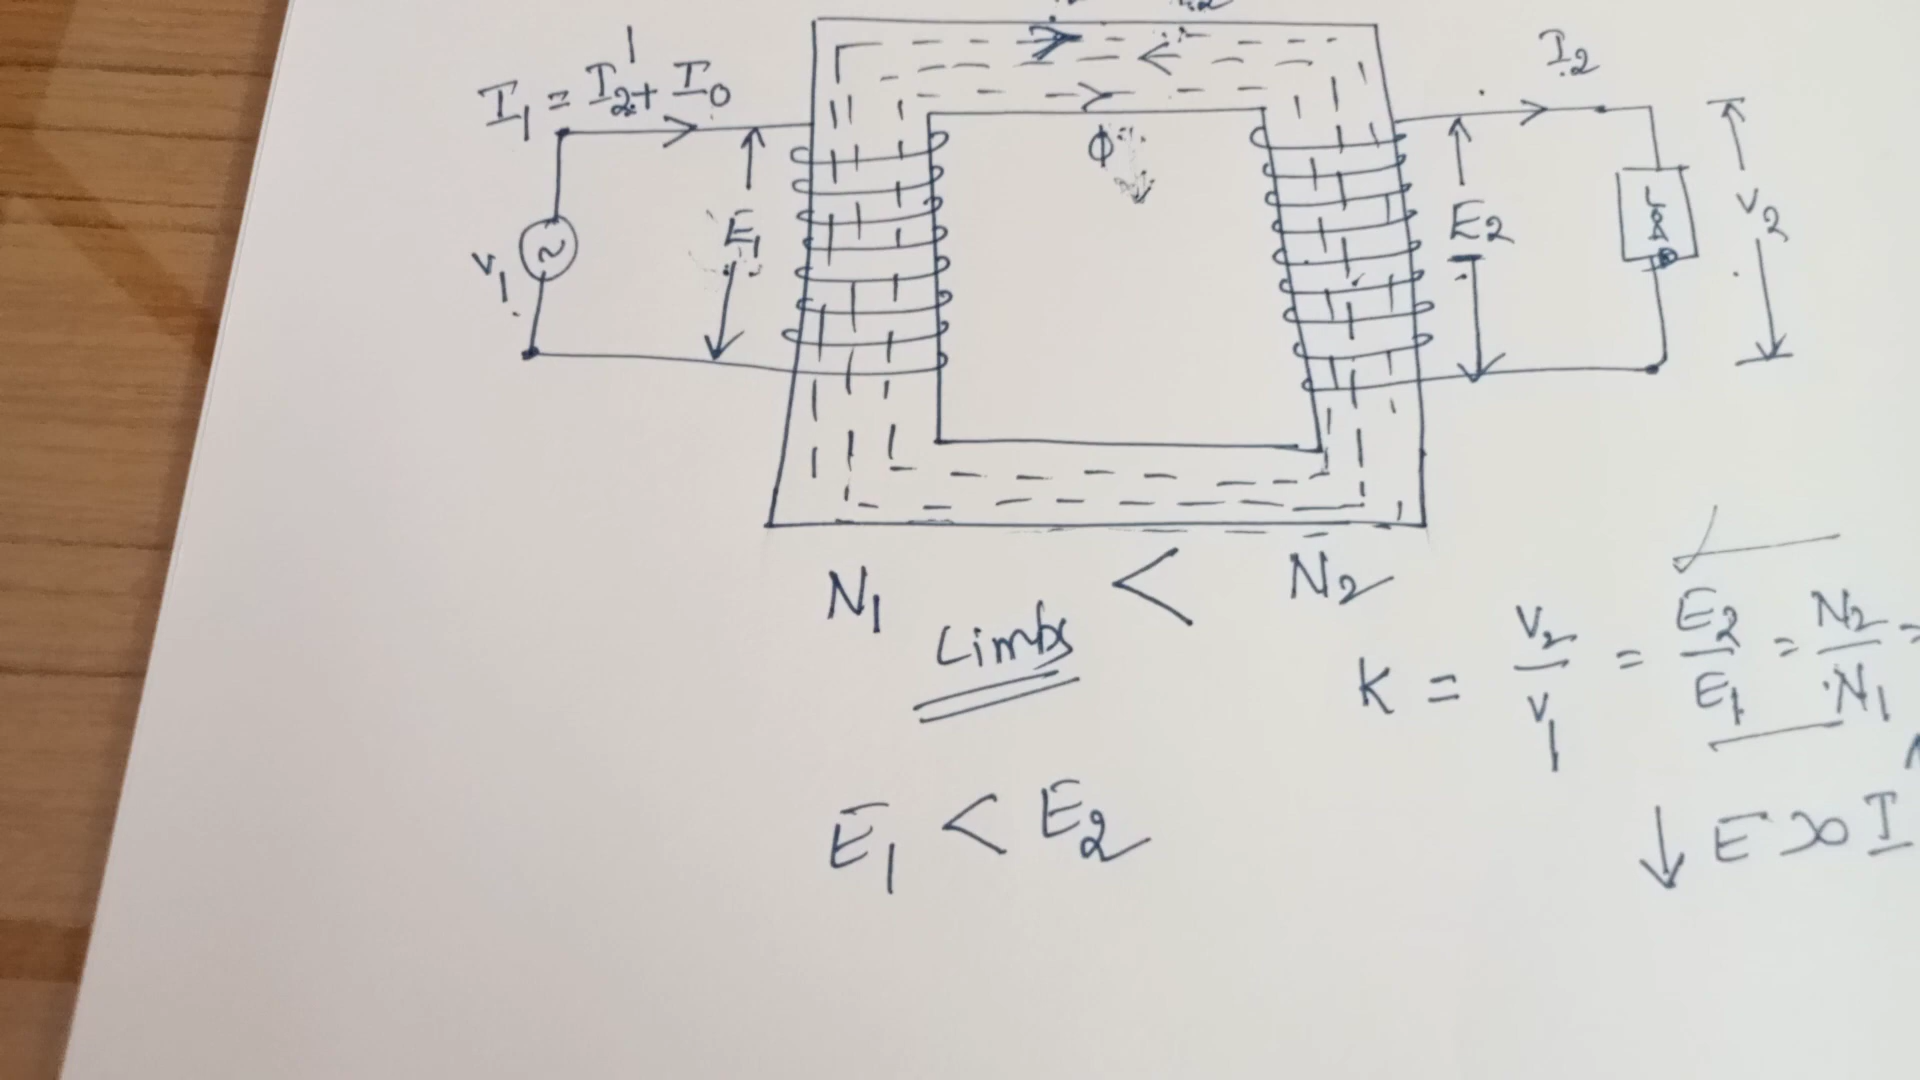 I₁ = I₂' + I₀
I₂
V₁
E₁
ϕ
E₂
LOAD
V₂
N₁ < N₂
Limbs
K = V₂/V₁ = E₂/E₁ = N₂/N₁ =
E₁ < E₂
↓ E ∝ I